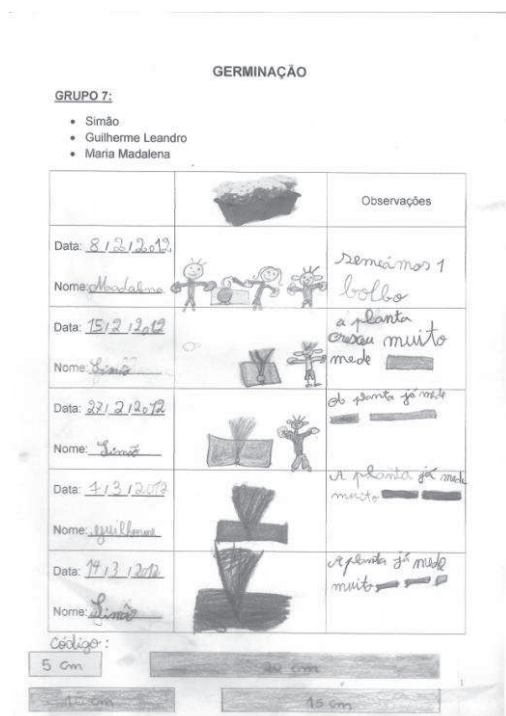 GERMINAÇÃO
GRUPO 7:
• Simão
• Guilherme Leandro
• Maria Madalena
Observações
Data: 8/2/2012
Nome: Madalena
semeámos 1
bolbo
Data: 15/2/2012
Nome: Simão
a planta
cresceu muito
mede
Data: 27/2/2012
Nome: Simão
A planta já mede
Data: 7/3/2012
Nome: Guilherme
A planta já mede
muito
Data: 14/3/2012
Nome: Simão
A planta já mede
muito
Código:
5 cm
20 cm
15 cm